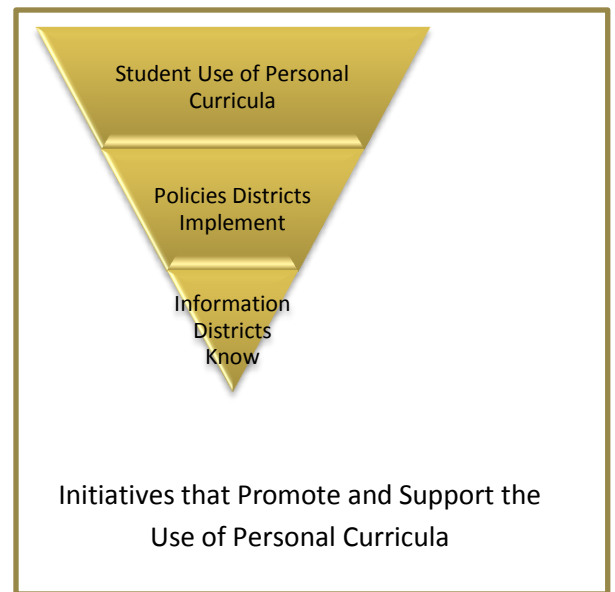 Student Use of Personal
Curricula
Policies Districts
Implement
Information
Districts
Know
Initiatives that Promote and Support the
Use of Personal Curricula